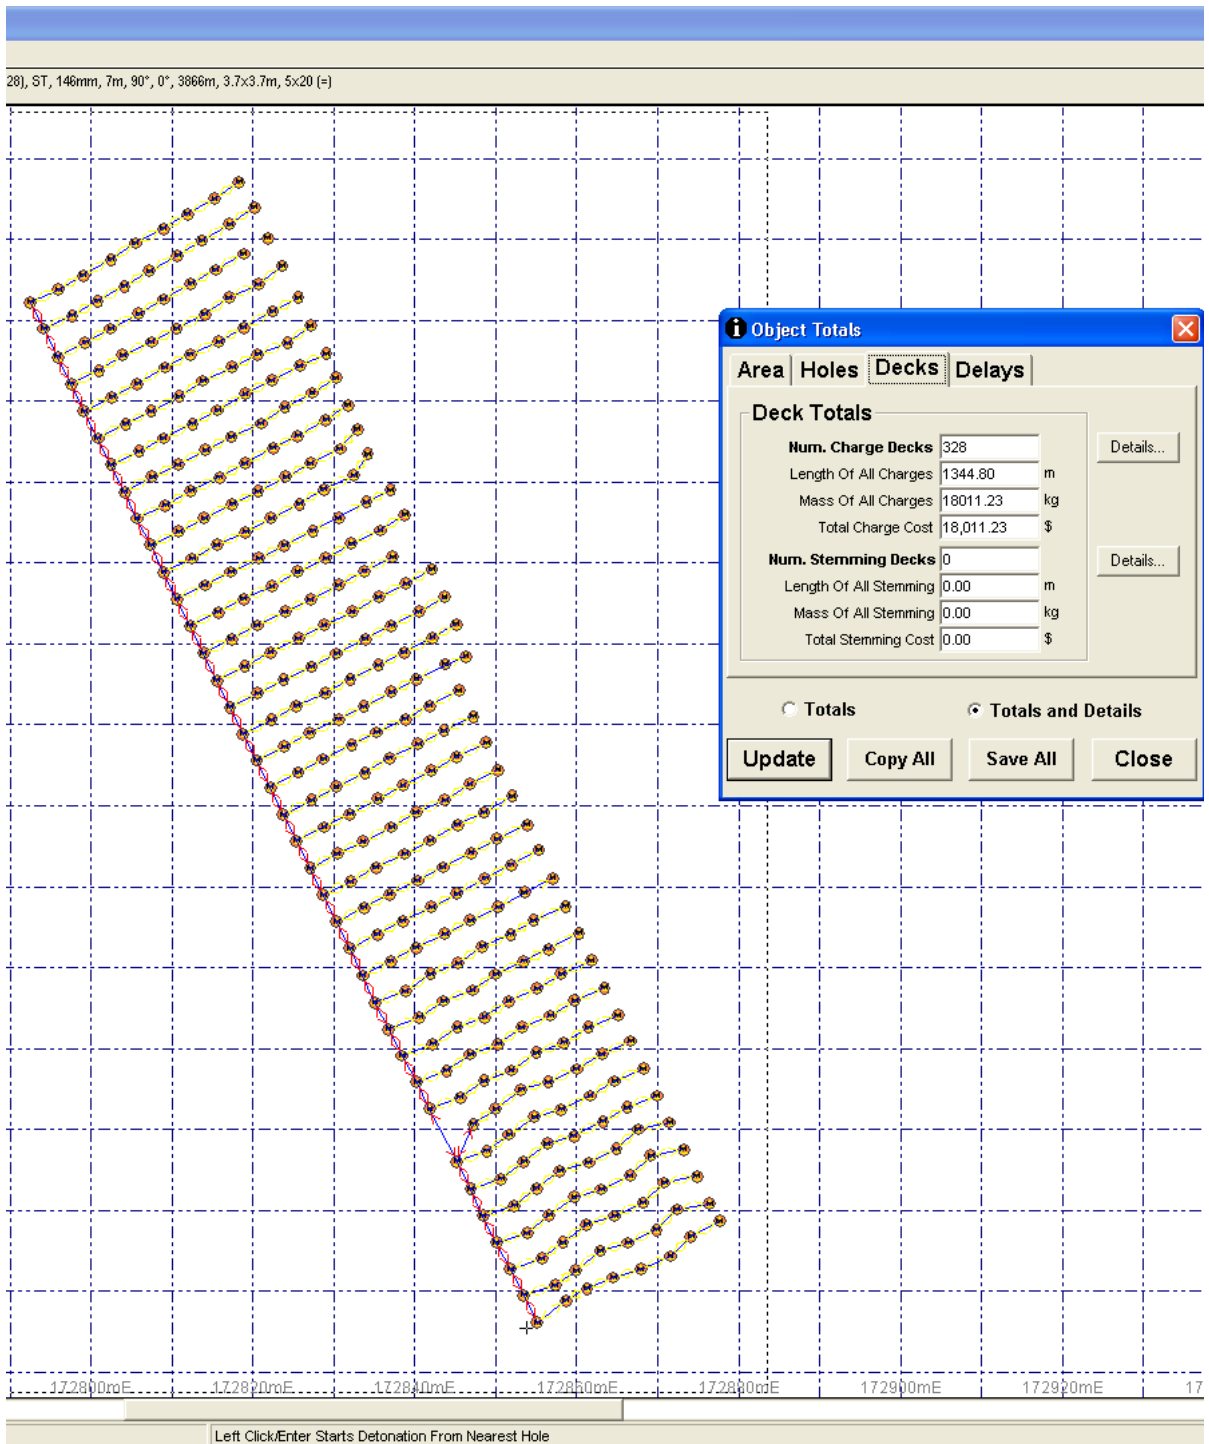 28), ST, 146mm, 7m, 90°, 0°, 3866m, 3.7x3.7m, 5x20 (=)
Object Totals
Area Holes Decks Delays
Deck Totals
Num. Charge Decks 328 Details...
Length Of All Charges 1344.80 m
Mass Of All Charges 18011.23 kg
Total Charge Cost 18,011.23 $
Num. Stemming Decks 0 Details...
Length Of All Stemming 0.00 m
Mass Of All Stemming 0.00 kg
Total Stemming Cost 0.00 $
Totals Totals and Details
Update Copy All Save All Close
172800mE 172820mE 172840mE 172860mE 172880mE 172900mE 172920mE 17
Left Click/Enter Starts Detonation From Nearest Hole